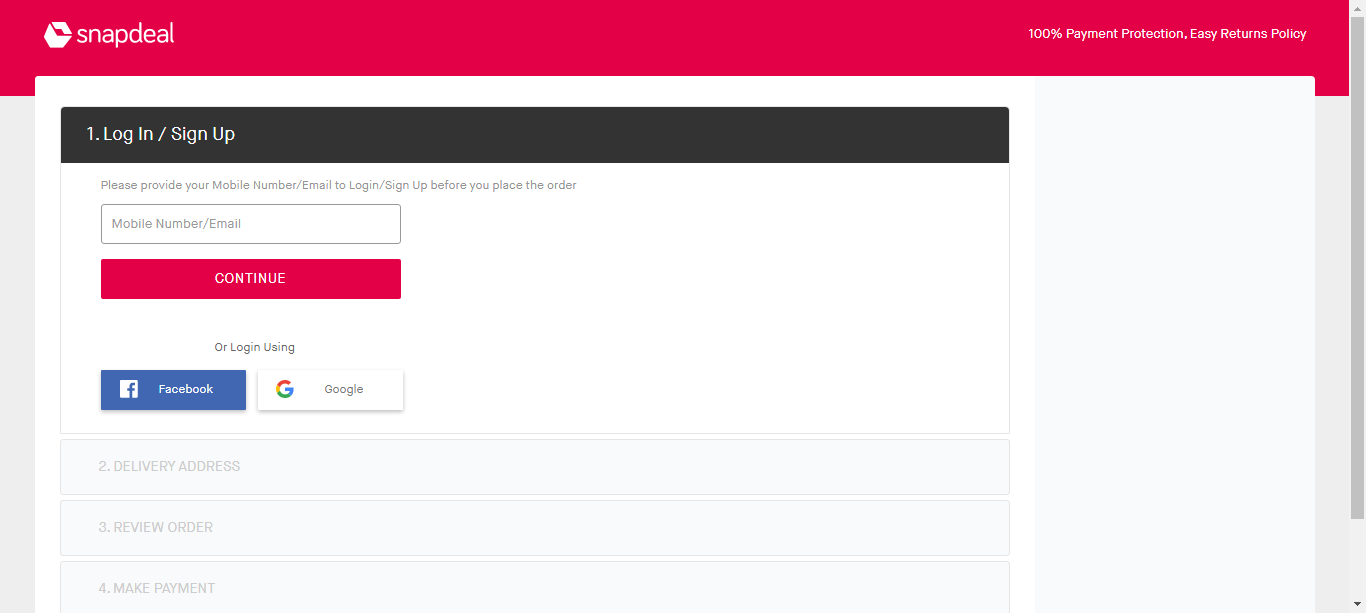 snapdeal
100% Payment Protection, Easy Returns Policy
1. Log In / Sign Up
Please provide your Mobile Number/Email to Login/Sign Up before you place the order
Mobile Number/Email
CONTINUE
Or Login Using
Facebook
Google
2. DELIVERY ADDRESS
3. REVIEW ORDER
4. MAKE PAYMENT